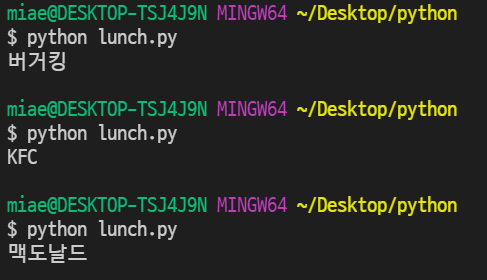 miae@DESKTOP-TSJ4J9N MINGW64 ~/Desktop/python
$ python lunch.py
버거킹
miae@DESKTOP-TSJ4J9N MINGW64 ~/Desktop/python
$ python lunch.py
KFC
miae@DESKTOP-TSJ4J9N MINGW64 ~/Desktop/python
$ python lunch.py
맥도날드